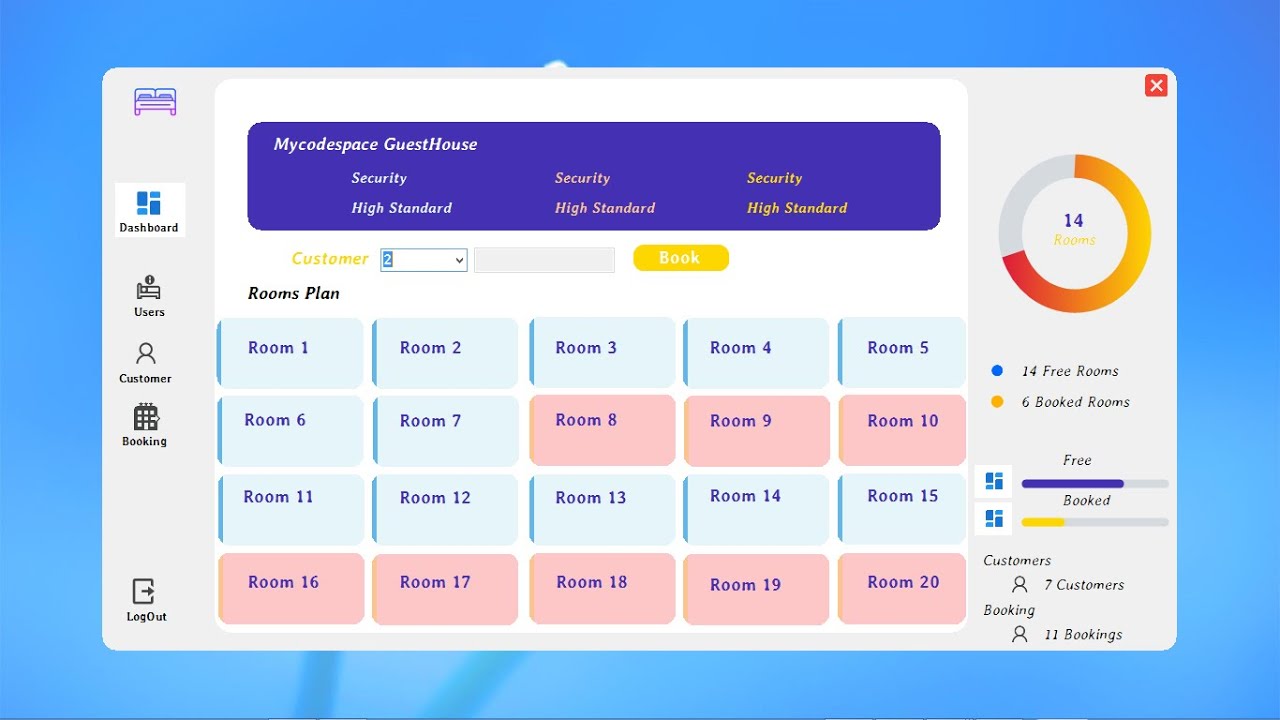 Mycodespace GuestHouse
Security Security Security
High Standard High Standard High Standard
Dashboard
Users
Customer
Booking
LogOut
Customer 2 Book
Rooms Plan
Room 1 Room 2 Room 3 Room 4 Room 5
Room 6 Room 7 Room 8 Room 9 Room 10
Room 11 Room 12 Room 13 Room 14 Room 15
Room 16 Room 17 Room 18 Room 19 Room 20
14
Rooms
14 Free Rooms
6 Booked Rooms
Free
Booked
Customers
7 Customers
Booking
11 Bookings